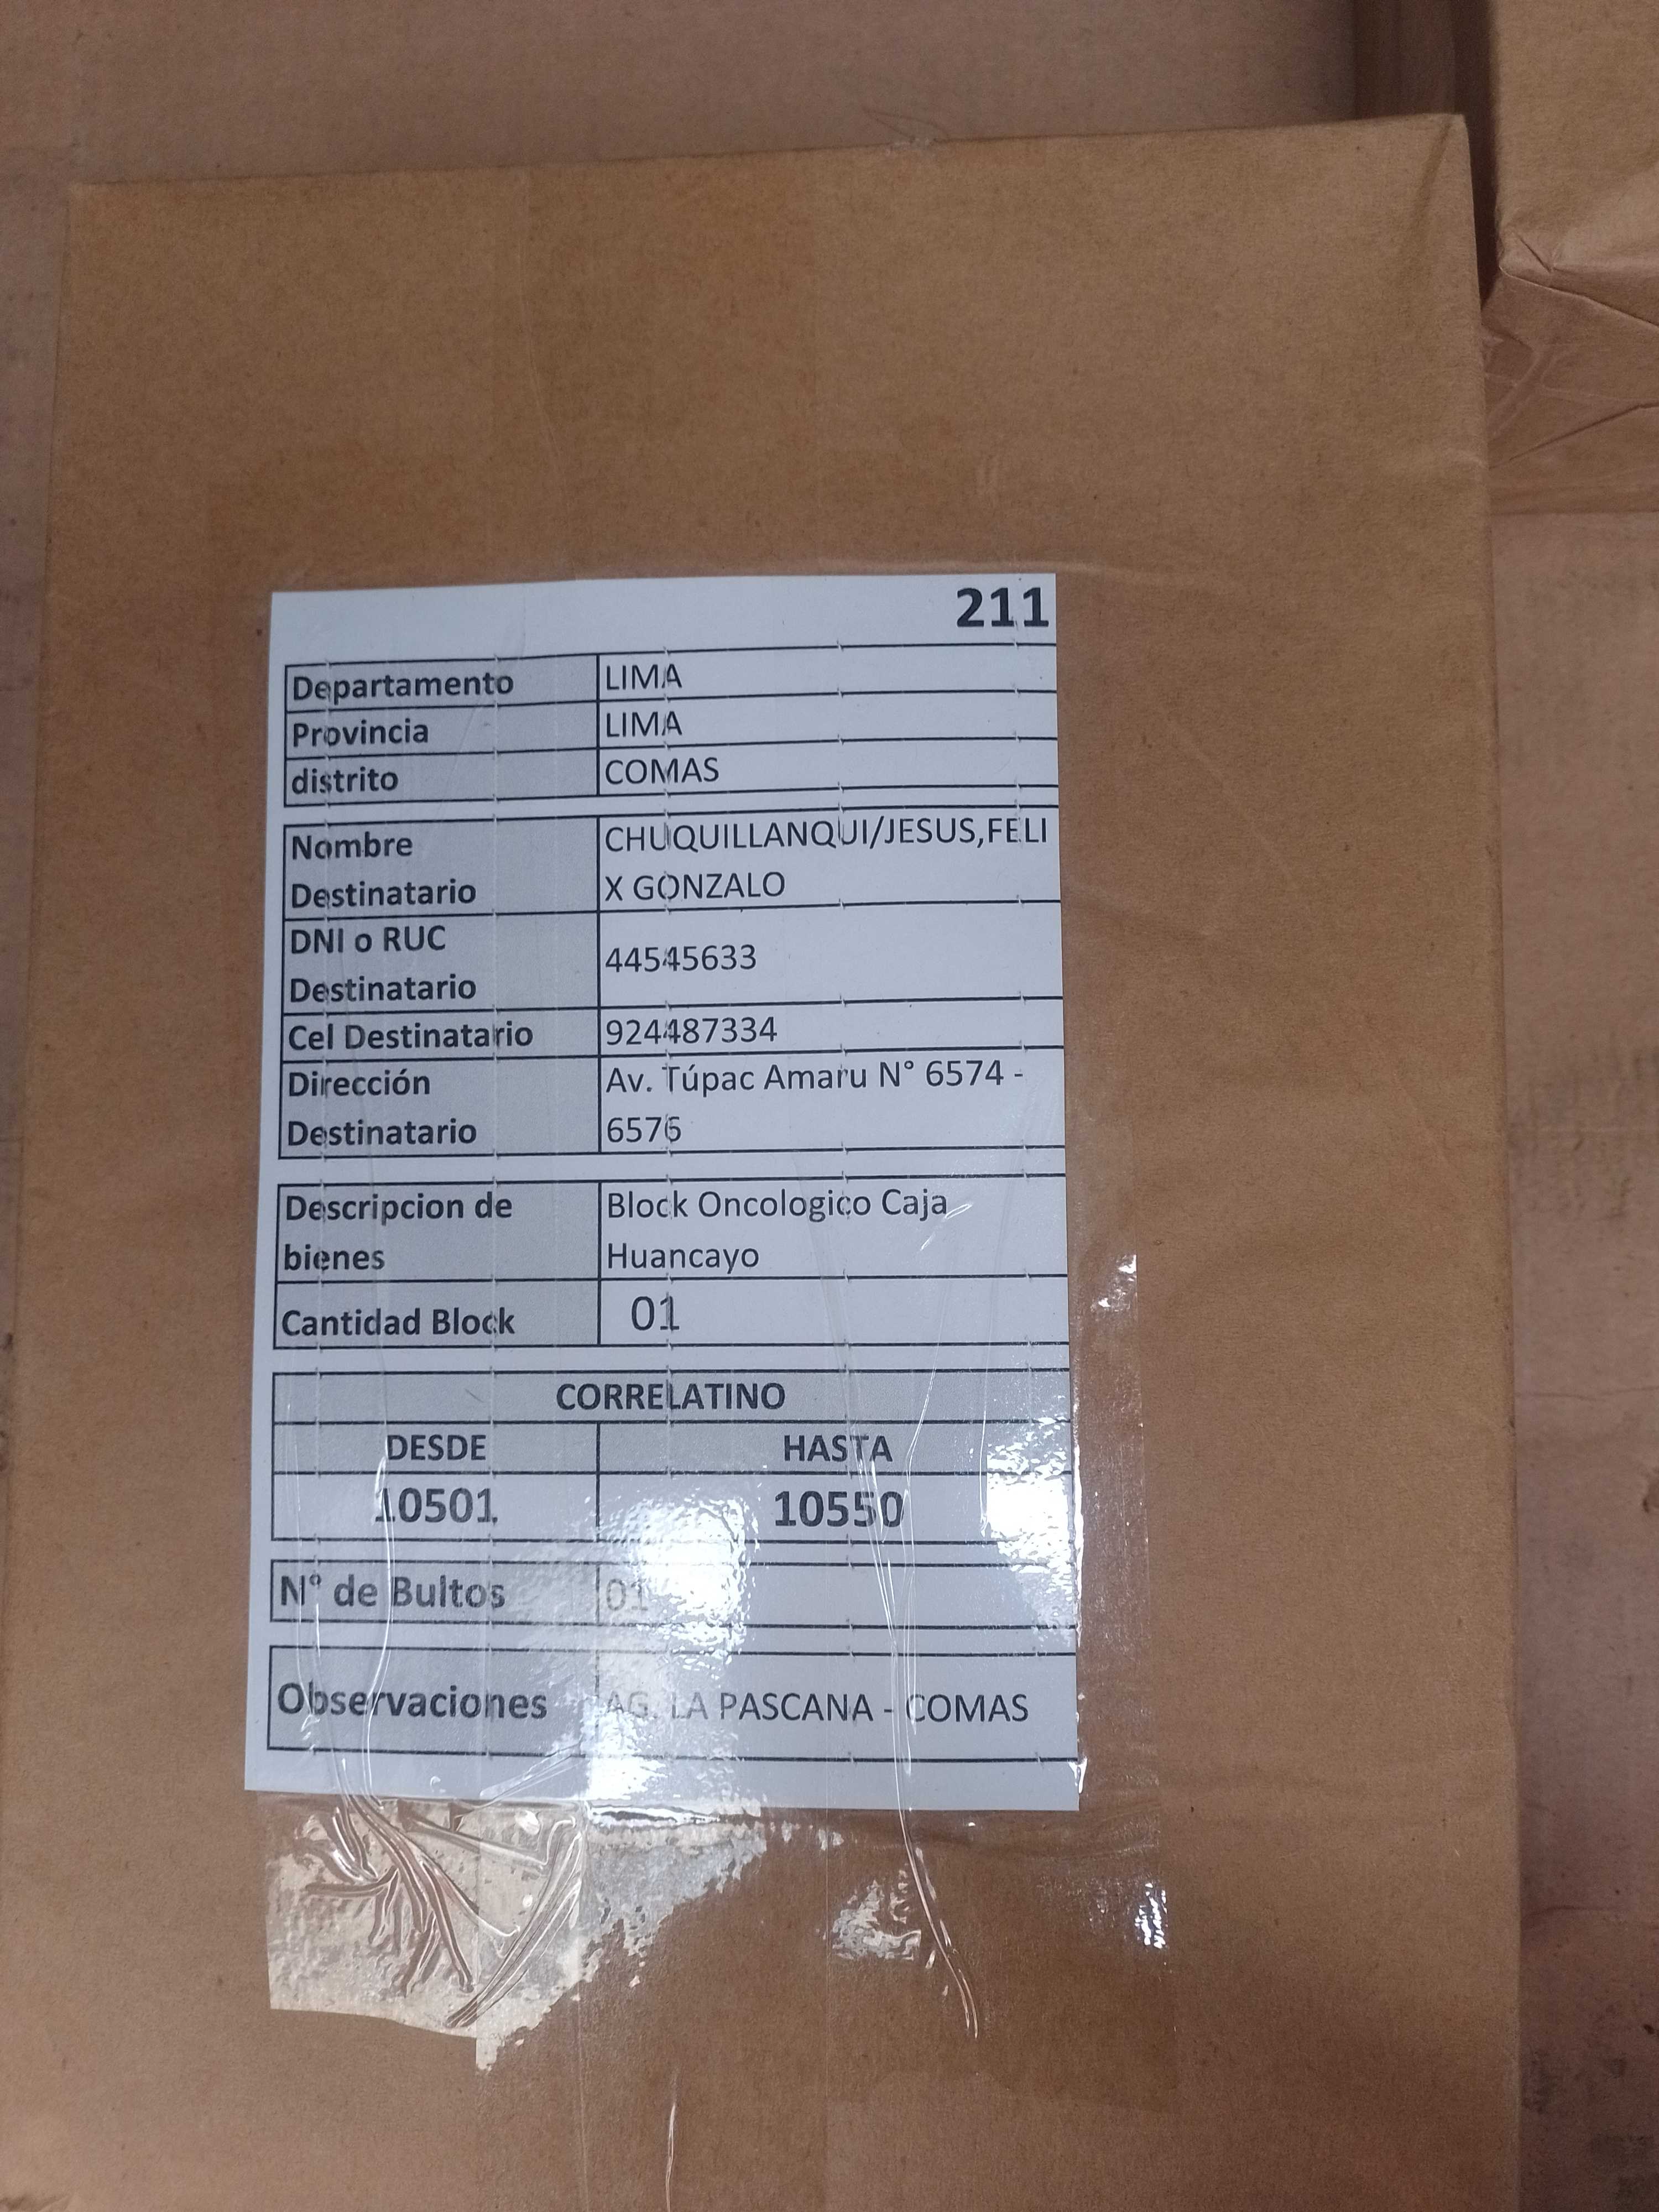 211
Departamento LIMA
Provincia LIMA
distrito COMAS
Nombre CHUQUILLANQUI/JESUS,FELI
Destinatario X GONZALO
DNI o RUC
Destinatario 44545633
Cel Destinatario 924487334
Dirección Av. Túpac Amaru N° 6574 -
Destinatario 6576
Descripcion de Block Oncologico Caja
bienes Huancayo
Cantidad Block 01
CORRELATINO
DESDE HASTA
10501 10550
N° de Bultos 01
Observaciones AG. LA PASCANA - COMAS